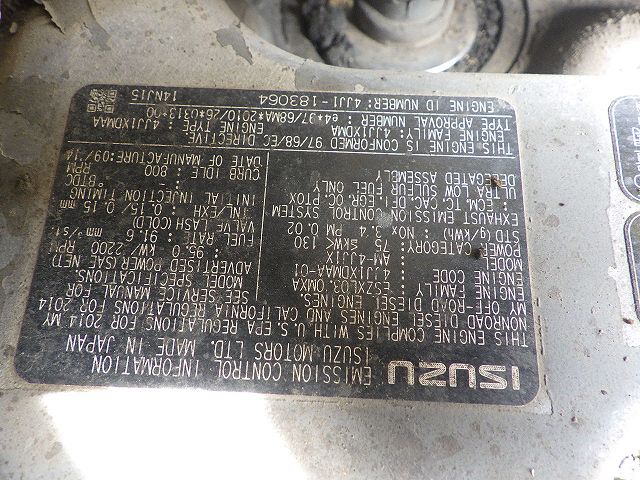 ISUZU
EMISSION CONTROL INFORMATION
ISUZU MOTORS LTD. MADE IN JAPAN
THIS ENGINE COMPLIES WITH U.S. EPA REGULATIONS FOR 2014 MY
NONROAD DIESEL ENGINES AND CALIFORNIA REGULATIONS FOR 2014
MY OFF-ROAD DIESEL ENGINES.
SEE SERVICE MANUAL FOR
MODEL SPECIFICATIONS.
ENGINE FAMILY : ESZXL03.0MXA
ENGINE CODE : 4JJ1XDMAA-01
MODEL : AM-4JJ1X
POWER CATEGORY: 75 ≤kW< 130
STD (g/kWh) : NOx 3.4 PM 0.02
EXHAUST EMISSION CONTROL SYSTEM
: ECM,TC,CAC,DFI,EGR,OC,PTOX
ULTRA LOW SULFUR FUEL ONLY
DELEGATED ASSEMBLY
ADVERTISED POWER (SAE NET)
: 95.0 kW 2200 RPM
FUEL RATE : 91.6 mm³/st
VALVE LASH (COLD)
INL/EXH : 0.15/ 0.15 mm
INITIAL INJECTION TIMING
: - °BTDC
CURB IDLE : 800 RPM
DATE OF MANUFACTURE:09/'14
THIS ENGINE IS CONFORMED 97/68/EC DIRECTIVE
ENGINE FAMILY: 4JJ1XDMA ENGINE TYPE : 4JJ1XDMAA
TYPE APPROVAL NUMBER : e4*97/68MA*2010/26*0313*00
ENGINE ID NUMBER: 4JJ1-183064 14NJ15